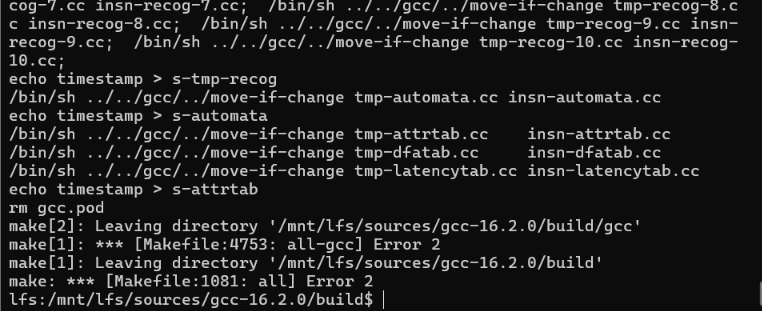 cog-7.cc insn-recog-7.cc;  /bin/sh ../../gcc/../move-if-change tmp-recog-8.c
c insn-recog-8.cc;  /bin/sh ../../gcc/../move-if-change tmp-recog-9.cc insn-
recog-9.cc;  /bin/sh ../../gcc/../move-if-change tmp-recog-10.cc insn-recog-
10.cc;
echo timestamp > s-tmp-recog
/bin/sh ../../gcc/../move-if-change tmp-automata.cc insn-automata.cc
echo timestamp > s-automata
/bin/sh ../../gcc/../move-if-change tmp-attrtab.cc    insn-attrtab.cc
/bin/sh ../../gcc/../move-if-change tmp-dfatab.cc     insn-dfatab.cc
/bin/sh ../../gcc/../move-if-change tmp-latencytab.cc insn-latencytab.cc
echo timestamp > s-attrtab
rm gcc.pod
make[2]: Leaving directory '/mnt/lfs/sources/gcc-16.2.0/build/gcc'
make[1]: *** [Makefile:4753: all-gcc] Error 2
make[1]: Leaving directory '/mnt/lfs/sources/gcc-16.2.0/build'
make: *** [Makefile:1081: all] Error 2
lfs:/mnt/lfs/sources/gcc-16.2.0/build$